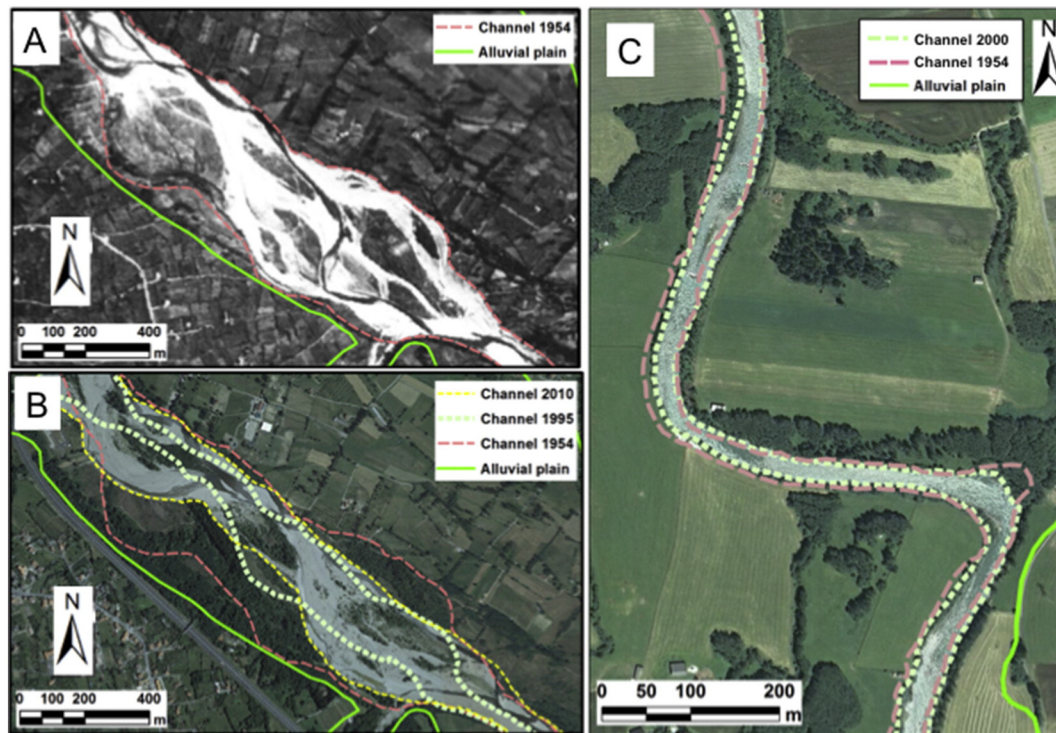 A
Channel 1954
Alluvial plain
N
0 100 200 400
m
B
Channel 2010
Channel 1995
Channel 1954
Alluvial plain
N
0 100 200 400
m
C
Channel 2000
Channel 1954
Alluvial plain
N
0 50 100 200
m